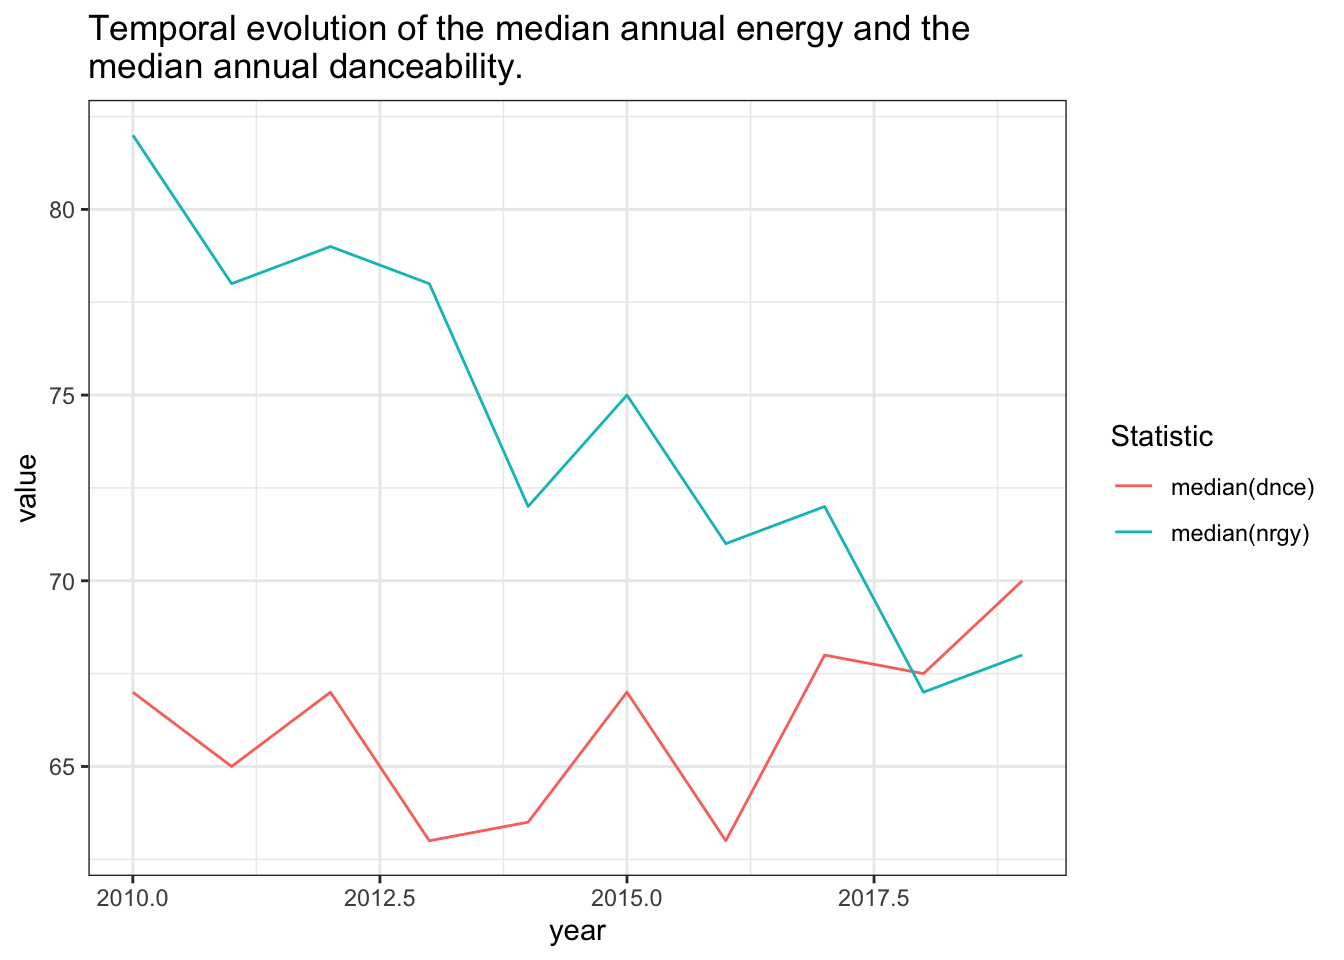 Temporal evolution of the median annual energy and the
median annual danceability.
80
75
70
65
value
2010.0
2012.5
2015.0
2017.5
year
Statistic
median(dnce)
median(nrgy)